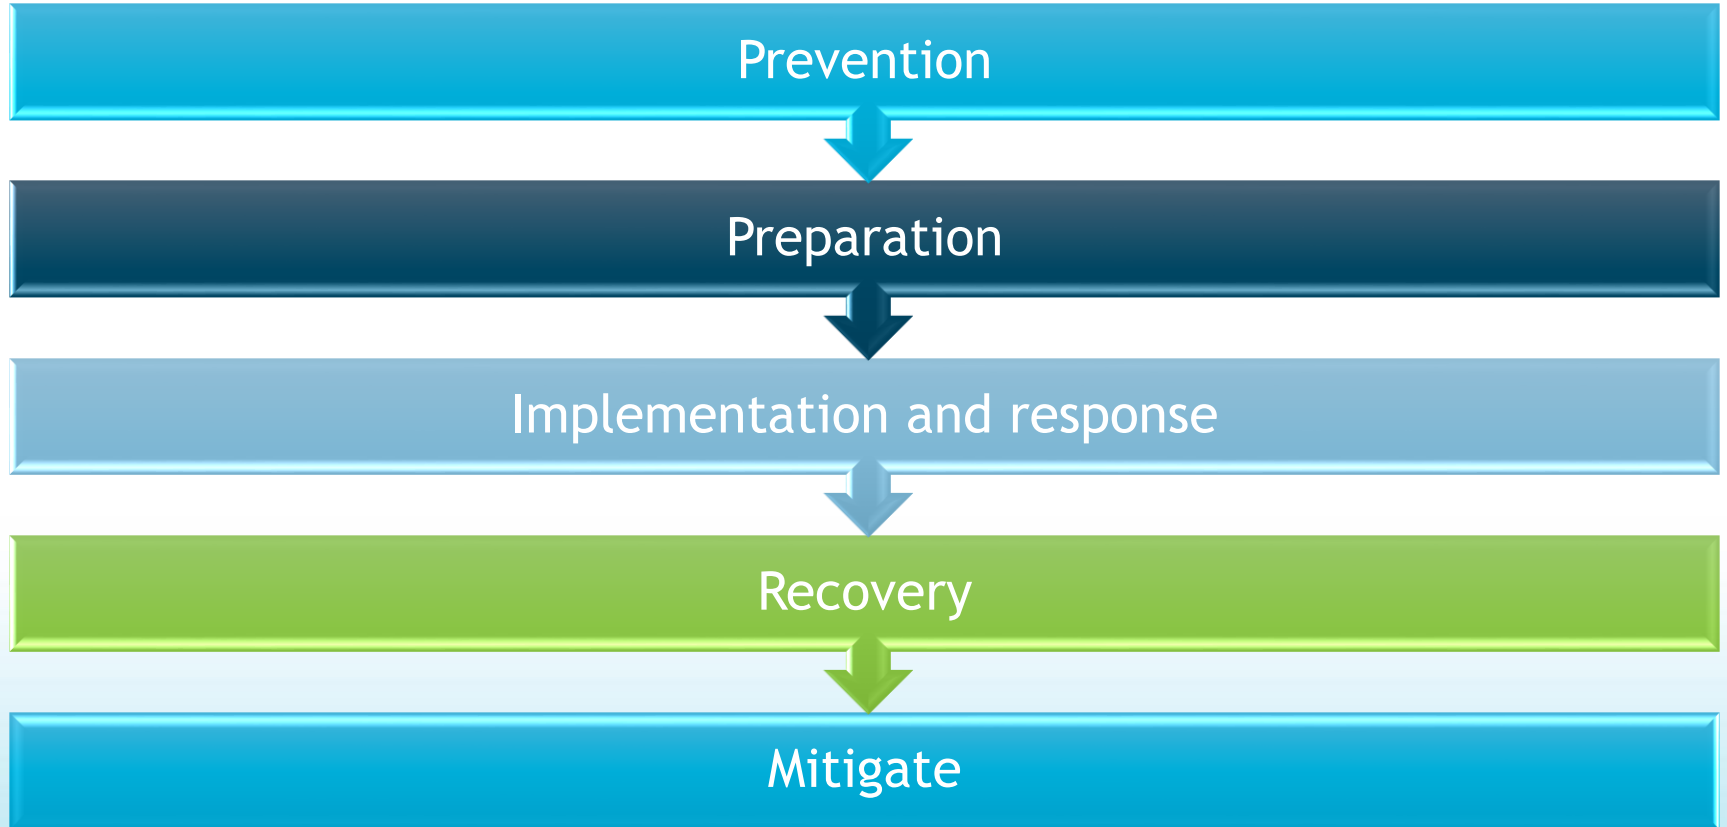 Prevention
Preparation
Implementation and response
Recovery
Mitigate